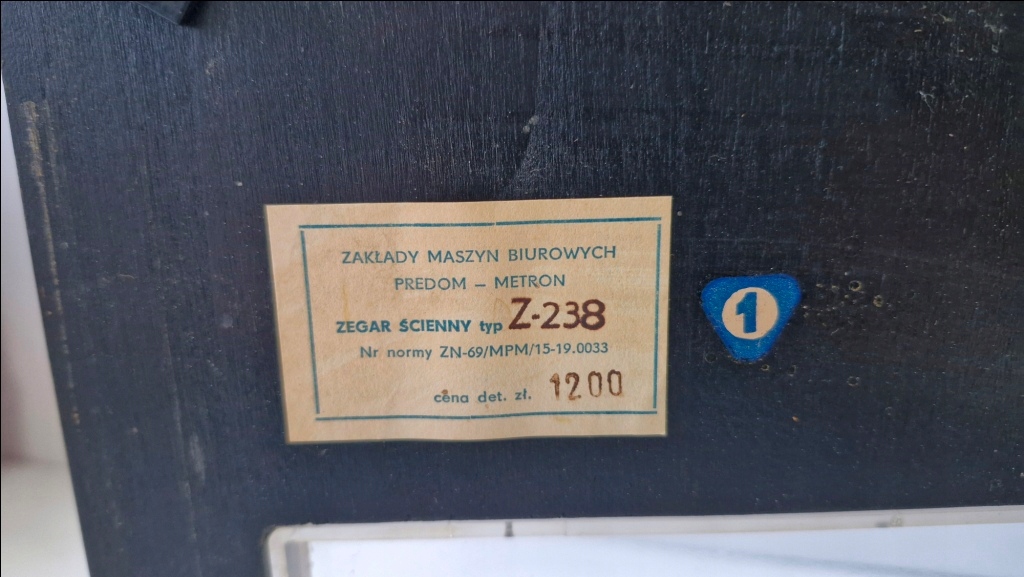 ZAKŁADY MASZYN BIUROWYCH
PREDOM – METRON
ZEGAR ŚCIENNY typ Z-238
Nr normy ZN-69/MPM/15-19.0033
cena det. zł. 1200
1